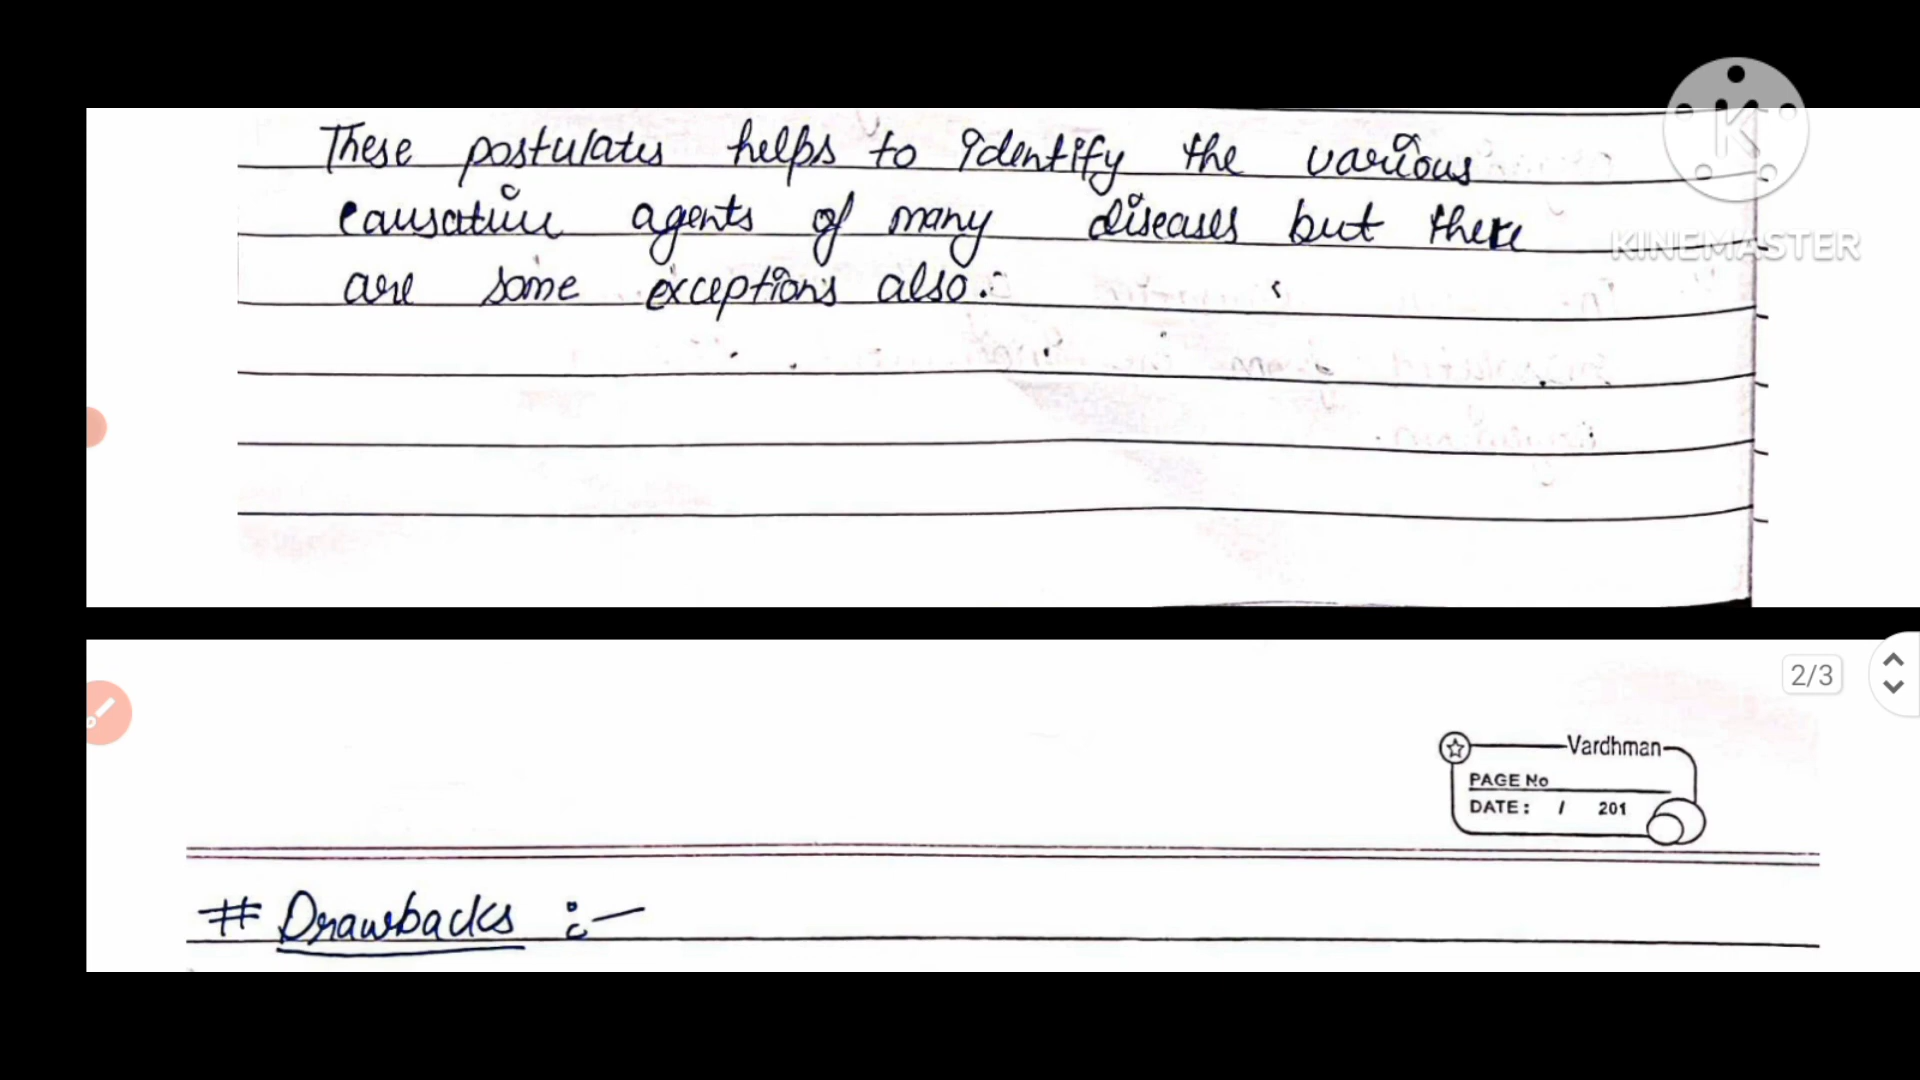 These postulates helps to identify the various
causative agents of many diseases but there
are some exceptions also.
K
KINEMASTER
2/3
Vardhman
PAGE No
DATE: / 201
# Drawbacks :-